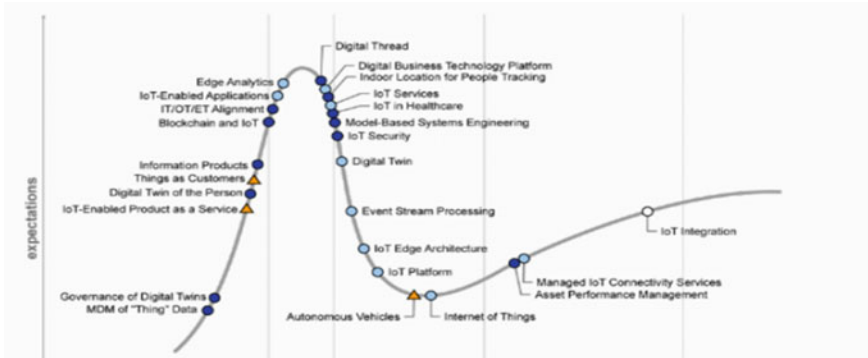 Digital Thread
Digital Business Technology Platform
Edge Analytics
Indoor Location for People Tracking
IoT-Enabled Applications
IoT Services
IT/OT/ET Alignment
IoT in Healthcare
Blockchain and IoT
Model-Based Systems Engineering
IoT Security
Information Products
Digital Twin
Things as Customers
Digital Twin of the Person
IoT-Enabled Product as a Service
Event Stream Processing
expectations
IoT Integration
IoT Edge Architecture
IoT Platform
Managed IoT Connectivity Services
Governance of Digital Twins
Asset Performance Management
MDM of "Thing" Data
Autonomous Vehicles
Internet of Things